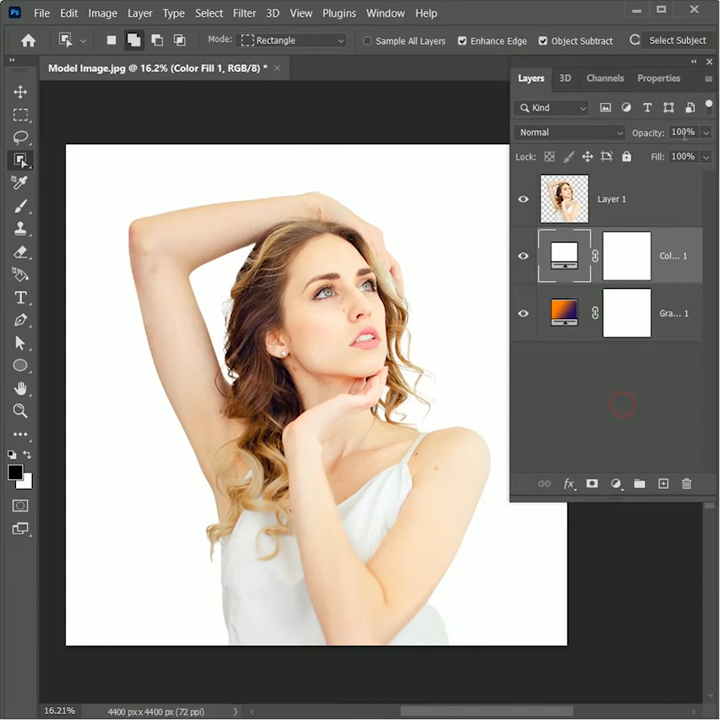 Ps File Edit Image Layer Type Select Filter 3D View Plugins Window Help
Mode: Rectangle Sample All Layers Enhance Edge Object Subtract Select Subject
Model Image.jpg @ 16.2% (Color Fill 1, RGB/8) * ×
Layers 3D Channels Properties
Kind
Normal Opacity: 100%
Lock: Fill: 100%
Layer 1
Col... 1
Gra... 1
fx
16.21% 4400 px x 4400 px (72 ppi)